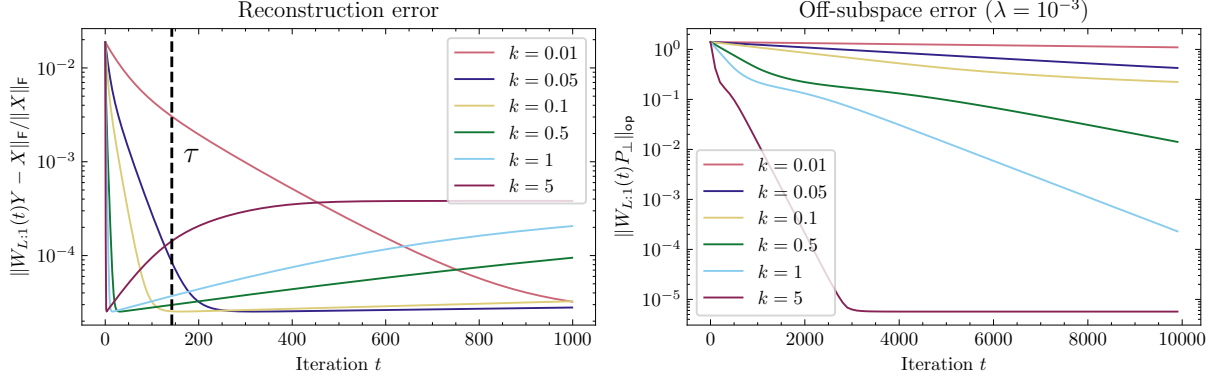 Reconstruction error
‖W_{L:1}(t)Y − X‖_F/‖X‖_F
10^{−2}
10^{−3}
10^{−4}
τ
k = 0.01
k = 0.05
k = 0.1
k = 0.5
k = 1
k = 5
0 200 400 600 800 1000
Iteration t
Off-subspace error (λ = 10^{−3})
‖W_{L:1}(t)P_⊥‖_{op}
10^{0}
10^{−1}
10^{−2}
10^{−3}
10^{−4}
10^{−5}
k = 0.01
k = 0.05
k = 0.1
k = 0.5
k = 1
k = 5
0 2000 4000 6000 8000 10000
Iteration t